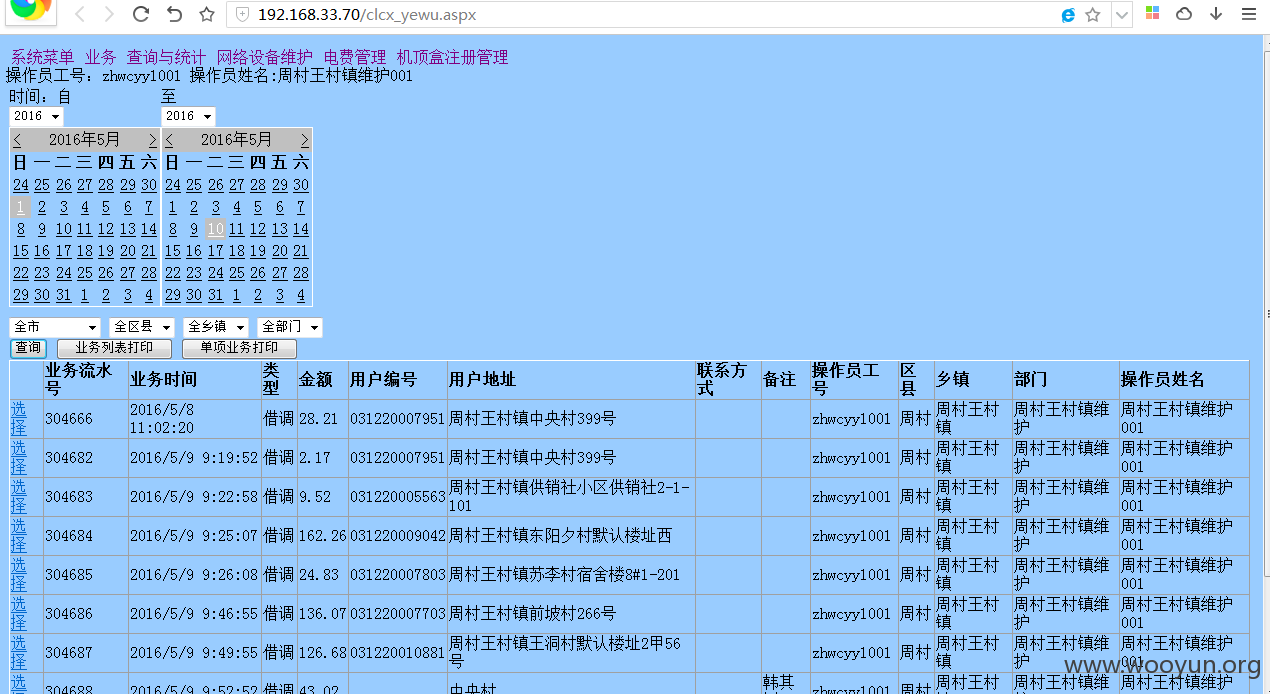 192.168.33.70/clcx_yewu.aspx
系统菜单 业务 查询与统计 网络设备维护 电费管理 机顶盒注册管理
操作员工号: zhwcyy1001 操作员姓名:周村王村镇维护001
时间: 自 至
2016 2016
< 2016年5月 > < 2016年5月 >
日 一 二 三 四 五 六 日 一 二 三 四 五 六
24 25 26 27 28 29 30 24 25 26 27 28 29 30
1 2 3 4 5 6 7 1 2 3 4 5 6 7
8 9 10 11 12 13 14 8 9 10 11 12 13 14
15 16 17 18 19 20 21 15 16 17 18 19 20 21
22 23 24 25 26 27 28 22 23 24 25 26 27 28
29 30 31 1 2 3 4 29 30 31 1 2 3 4
全市 全区县 全乡镇 全部门
查询 业务列表打印 单项业务打印
业务流水号 业务时间 类型 金额 用户编号 用户地址 联系方式 备注 操作员工号 区县 乡镇 部门 操作员姓名
选择 304666 2016/5/8 11:02:20 借调 28.21 031220007951 周村王村镇中央村399号 zhwcyy1001 周村 周村王村镇 周村王村镇维护 周村王村镇维护001
选择 304682 2016/5/9 9:19:52 借调 2.17 031220007951 周村王村镇中央村399号 zhwcyy1001 周村 周村王村镇 周村王村镇维护 周村王村镇维护001
选择 304683 2016/5/9 9:22:58 借调 9.52 031220005563 周村王村镇供销社小区供销社2-1-101 zhwcyy1001 周村 周村王村镇 周村王村镇维护 周村王村镇维护001
选择 304684 2016/5/9 9:25:07 借调 162.26 031220009042 周村王村镇东阳夕村默认楼址西 zhwcyy1001 周村 周村王村镇 周村王村镇维护 周村王村镇维护001
选择 304685 2016/5/9 9:26:08 借调 24.83 031220007803 周村王村镇苏李村宿舍楼8#1-201 zhwcyy1001 周村 周村王村镇 周村王村镇维护 周村王村镇维护001
选择 304686 2016/5/9 9:46:55 借调 136.07 031220007703 周村王村镇前坡村266号 zhwcyy1001 周村 周村王村镇 周村王村镇维护 周村王村镇维护001
选择 304687 2016/5/9 9:49:55 借调 126.68 031220010881 周村王村镇王洞村默认楼址2甲56号 zhwcyy1001 周村 周村王村镇 周村王村镇维护 周村王村镇维护001
选 304688 2016/5/9 9:52:52 借调 43.02 中央村 韩其 zhwcyy1001 周村 周村王村 周村王村镇维 周村王村镇维护
www.wooyun.org